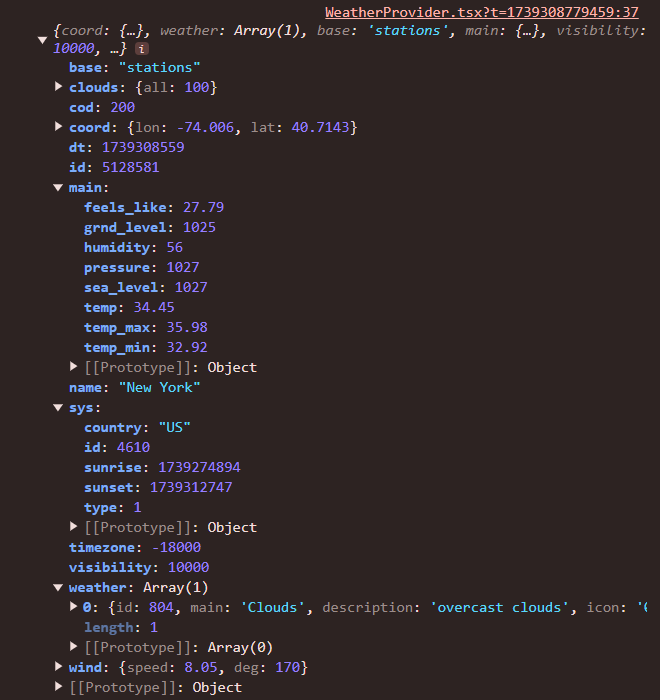 WeatherProvider.tsx?t=1739308779459:37
{coord: {…}, weather: Array(1), base: 'stations', main: {…}, visibility:
10000, …} i
base: "stations"
clouds: {all: 100}
cod: 200
coord: {lon: -74.006, lat: 40.7143}
dt: 1739308559
id: 5128581
main:
feels_like: 27.79
grnd_level: 1025
humidity: 56
pressure: 1027
sea_level: 1027
temp: 34.45
temp_max: 35.98
temp_min: 32.92
[[Prototype]]: Object
name: "New York"
sys:
country: "US"
id: 4610
sunrise: 1739274894
sunset: 1739312747
type: 1
[[Prototype]]: Object
timezone: -18000
visibility: 10000
weather: Array(1)
0: {id: 804, main: 'Clouds', description: 'overcast clouds', icon: '
length: 1
[[Prototype]]: Array(0)
wind: {speed: 8.05, deg: 170}
[[Prototype]]: Object